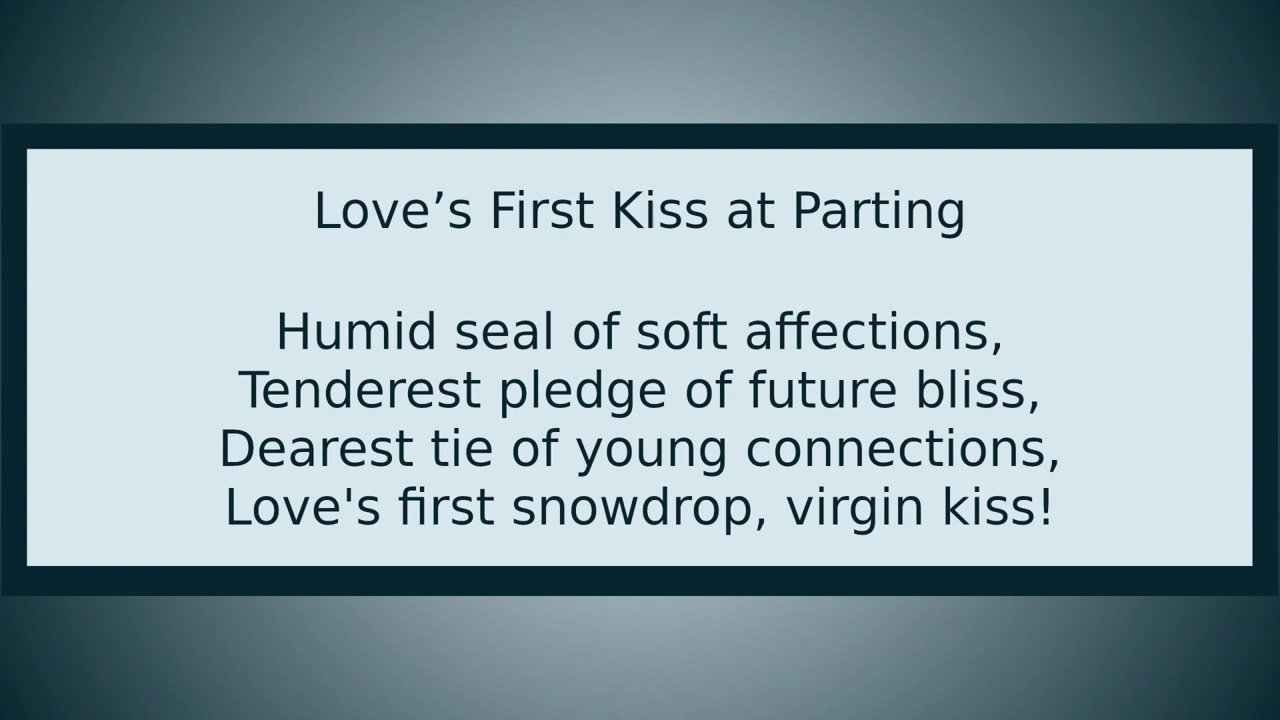 Love’s First Kiss at Parting
Humid seal of soft affections,
Tenderest pledge of future bliss,
Dearest tie of young connections,
Love's first snowdrop, virgin kiss!